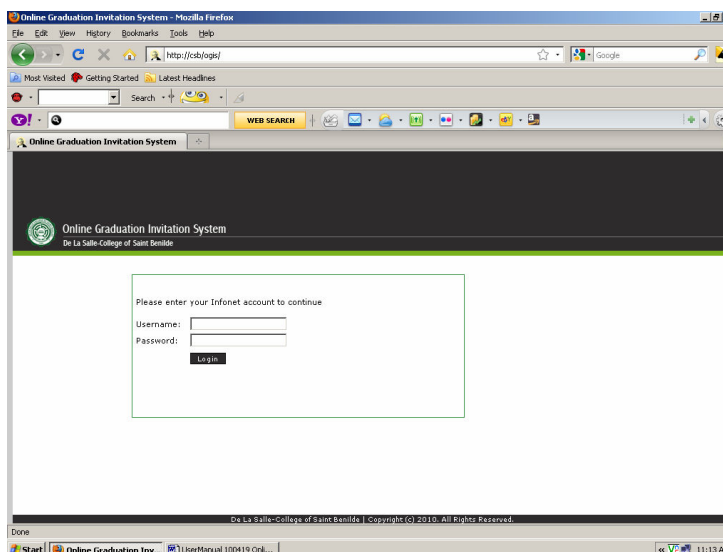 Online Graduation Invitation System - Mozilla Firefox
File Edit View History Bookmarks Tools Help
http://csb/ogis/
Google
Most Visited Getting Started Latest Headlines
Search
Y!
WEB SEARCH
Online Graduation Invitation System
Online Graduation Invitation System
De La Salle-College of Saint Benilde
Please enter your Infonet account to continue
Username:
Password:
Login
De La Salle-College of Saint Benilde | Copyright (c) 2010. All Rights Reserved.
Done
Start Online Graduation Inv... UserManual 100419 Onli... 11:13 A